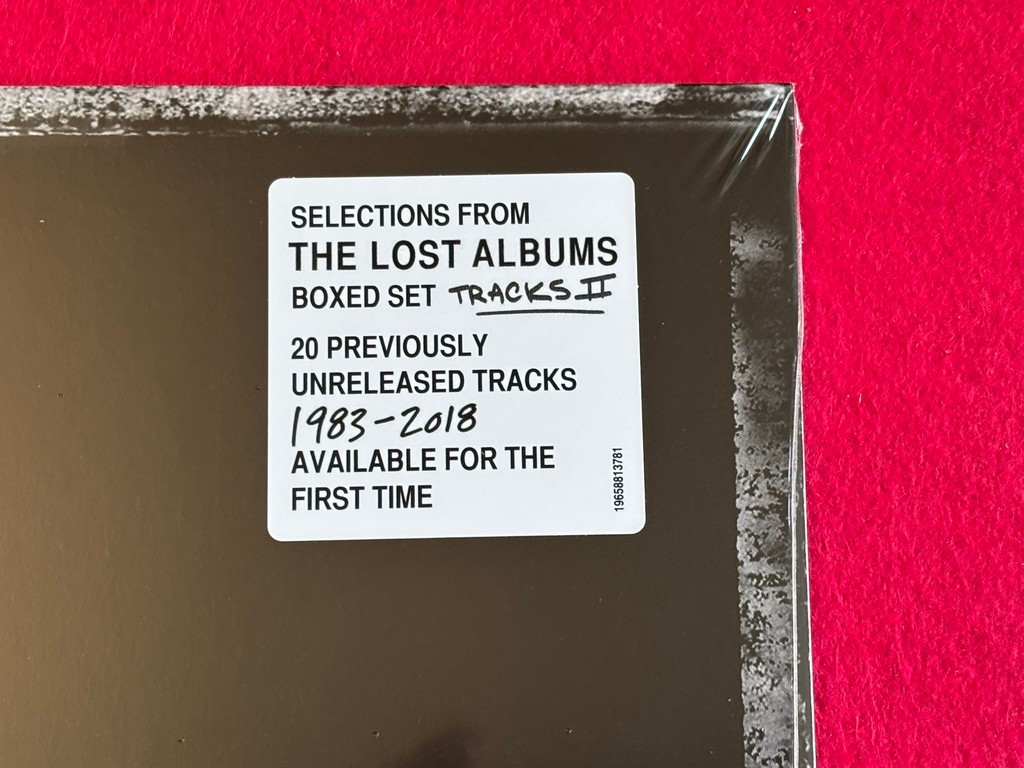 SELECTIONS FROM
THE LOST ALBUMS
BOXED SET TRACKS II
20 PREVIOUSLY
UNRELEASED TRACKS
1983-2018
AVAILABLE FOR THE
FIRST TIME
19658813781